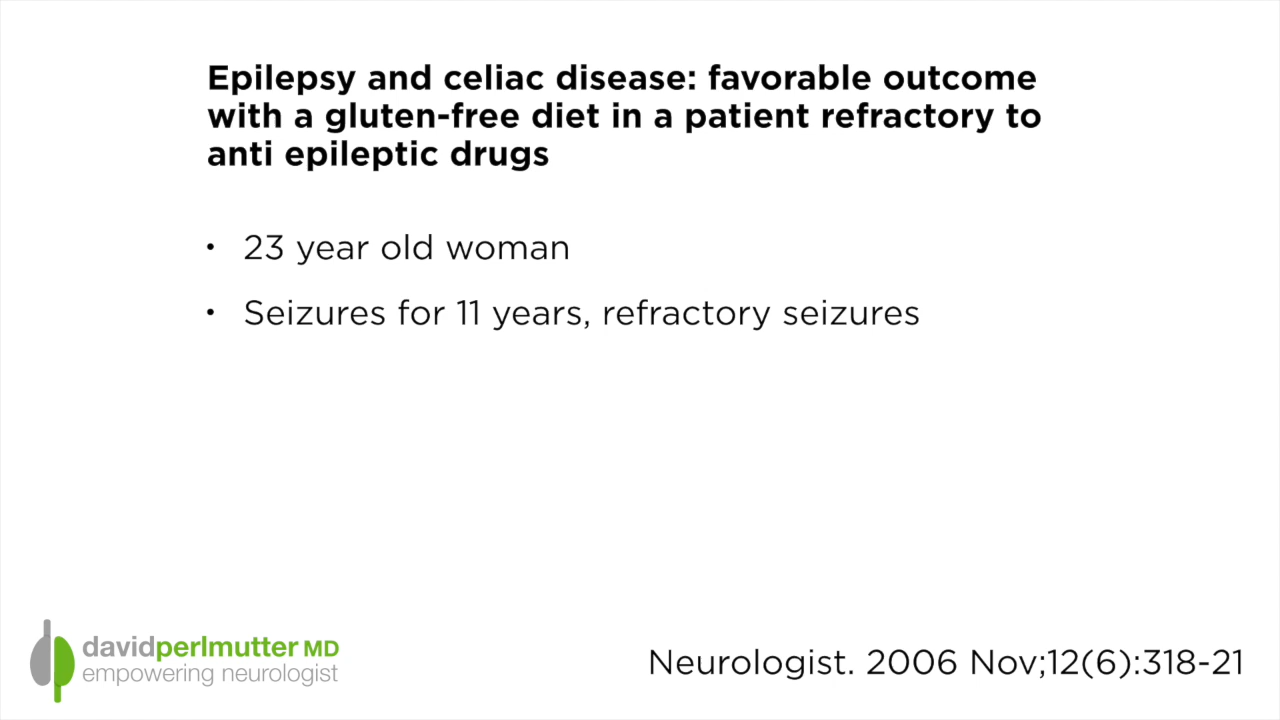 Epilepsy and celiac disease: favorable outcome
with a gluten-free diet in a patient refractory to
anti epileptic drugs
• 23 year old woman
• Seizures for 11 years, refractory seizures
davidperlmutter MD
empowering neurologist
Neurologist. 2006 Nov;12(6):318-21